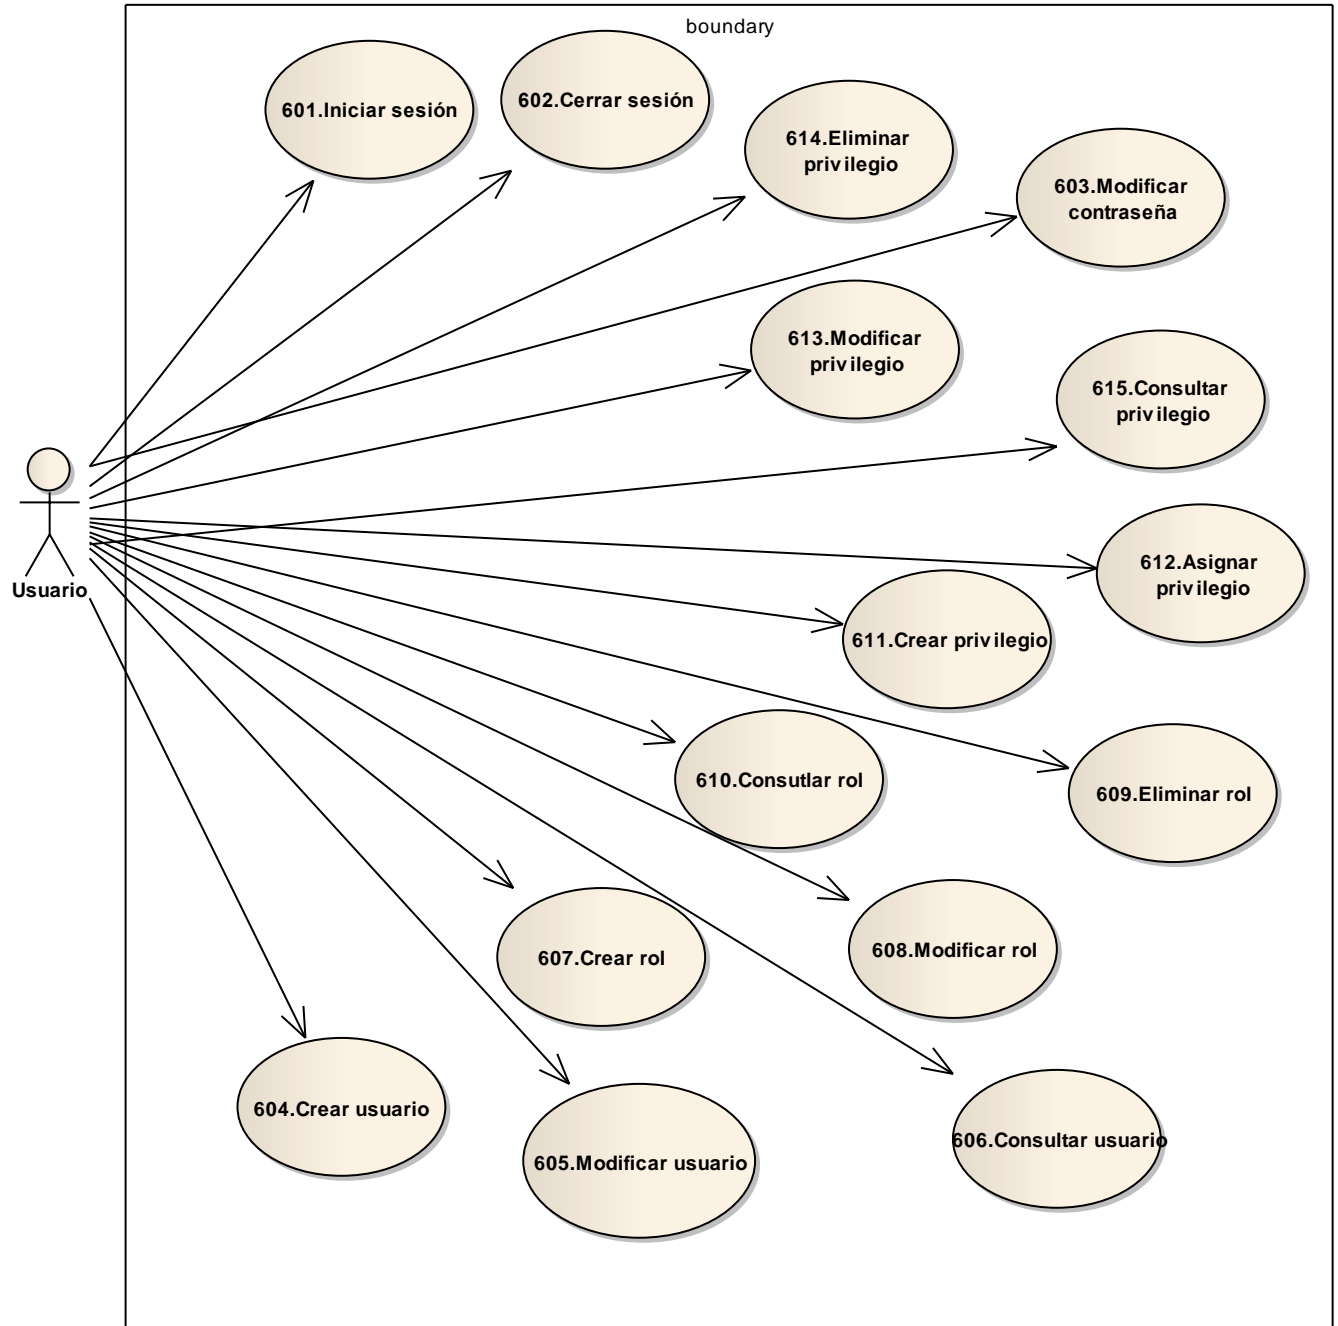 boundary
601.Iniciar sesión
602.Cerrar sesión
614.Eliminar
privilegio
603.Modificar
contraseña
613.Modificar
privilegio
615.Consultar
privilegio
612.Asignar
privilegio
Usuario
611.Crear privilegio
610.Consutlar rol
609.Eliminar rol
607.Crear rol
608.Modificar rol
604.Crear usuario
605.Modificar usuario
606.Consultar usuario